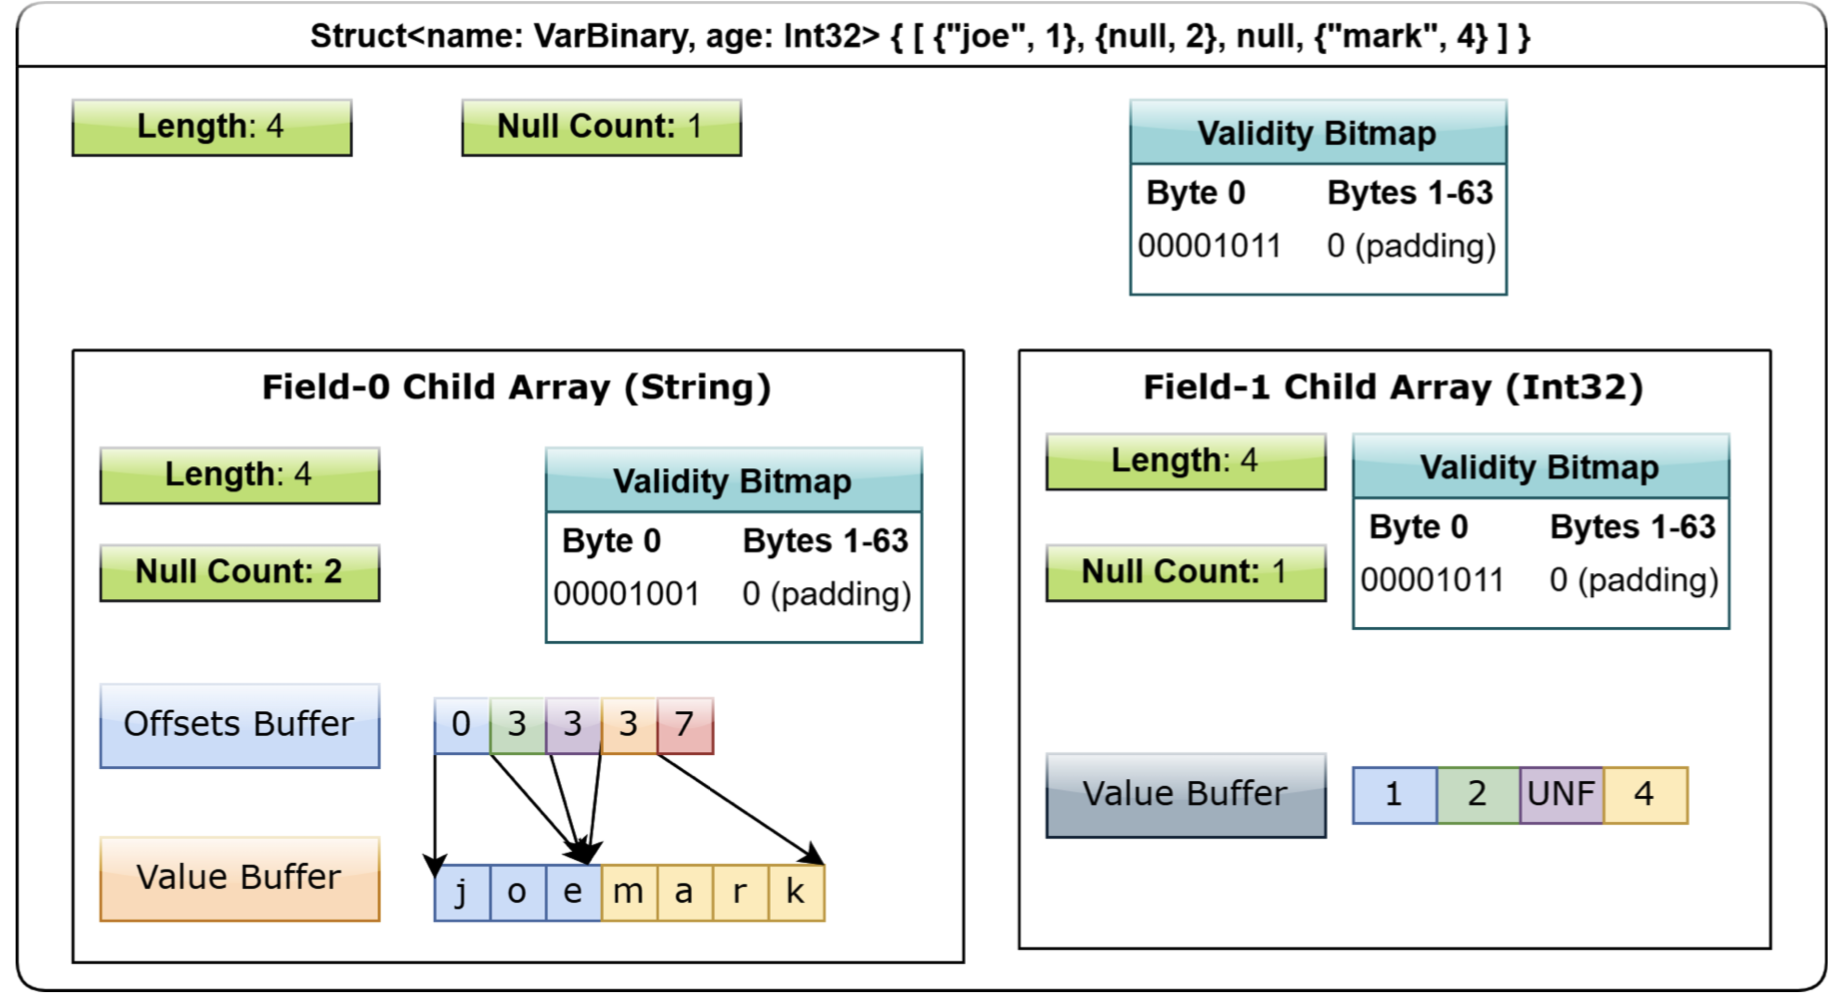 Struct<name: VarBinary, age: Int32> { [ {"joe", 1}, {null, 2}, null, {"mark", 4} ] }
Length: 4
Null Count: 1
Validity Bitmap
Byte 0 Bytes 1-63
00001011 0 (padding)
Field-0 Child Array (String)
Length: 4
Null Count: 2
Validity Bitmap
Byte 0 Bytes 1-63
00001001 0 (padding)
Offsets Buffer
0 3 3 3 7
Value Buffer
j o e m a r k
Field-1 Child Array (Int32)
Length: 4
Null Count: 1
Validity Bitmap
Byte 0 Bytes 1-63
00001011 0 (padding)
Value Buffer
1 2 UNF 4